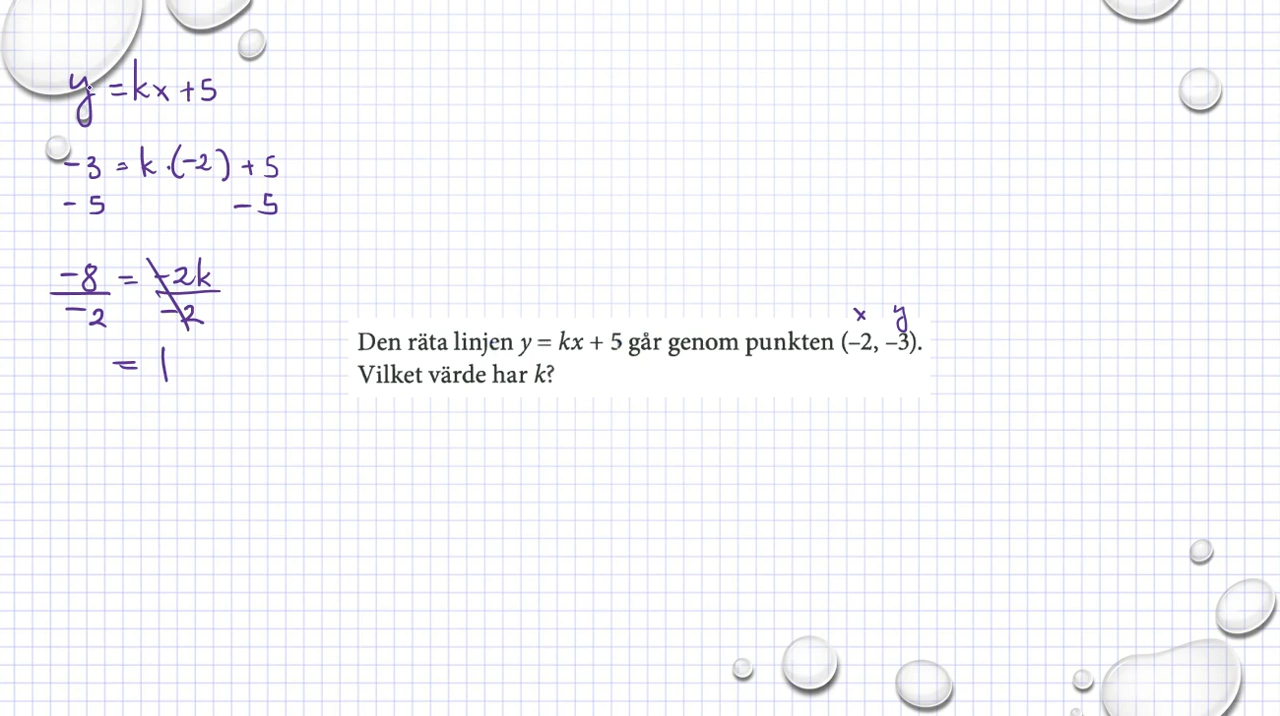 y = kx + 5
-3 = k·(-2) + 5
-5 -5
-8 = -2k
-2 -2
= 1
x y
Den räta linjen y = kx + 5 går genom punkten (–2, –3).
Vilket värde har k?